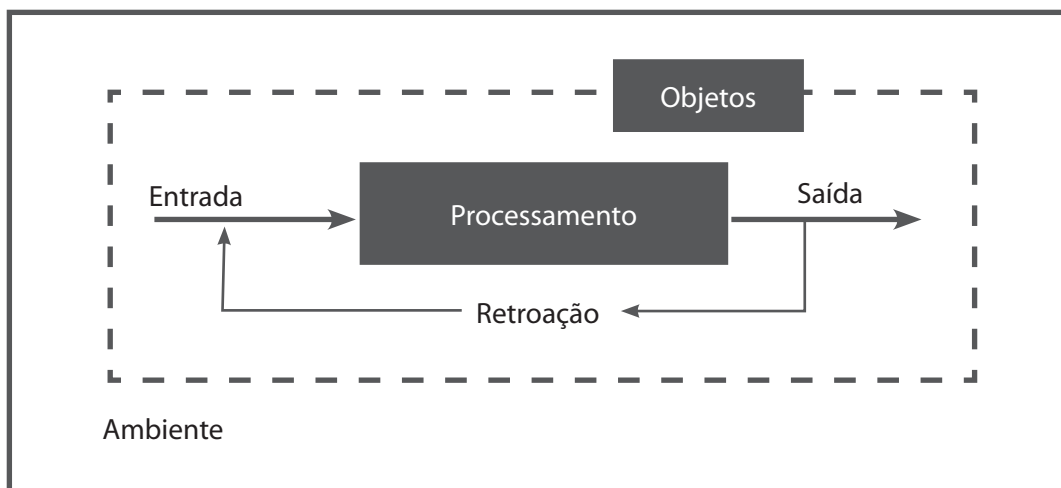 Objetos
Entrada
Processamento
Saída
Retroação
Ambiente